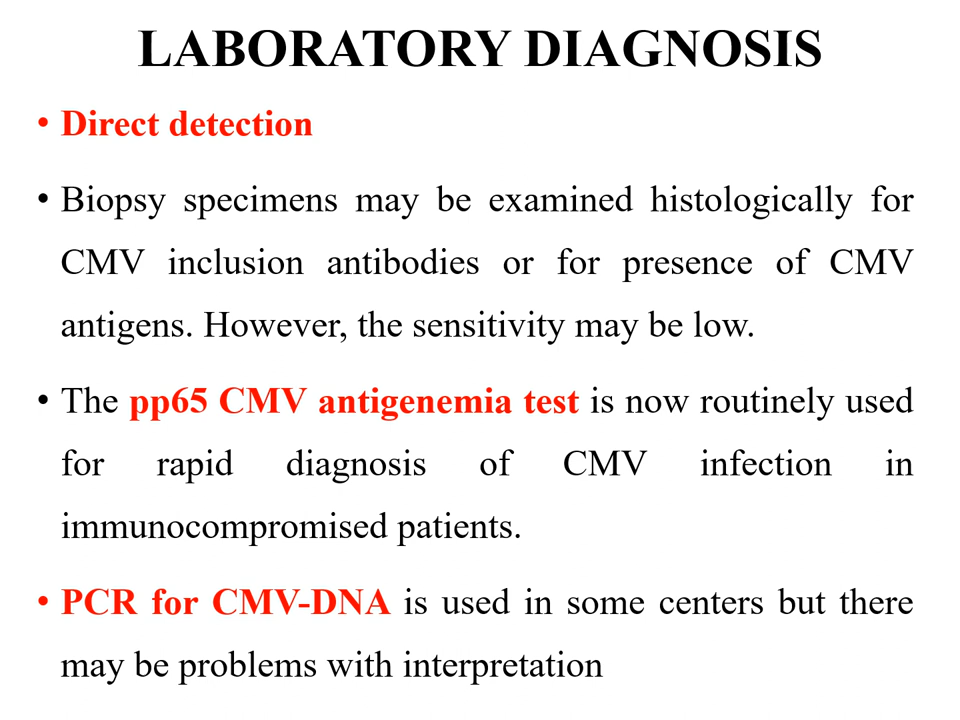 LABORATORY DIAGNOSIS
• Direct detection
• Biopsy specimens may be examined histologically for
CMV inclusion antibodies or for presence of CMV
antigens. However, the sensitivity may be low.
• The pp65 CMV antigenemia test is now routinely used
for rapid diagnosis of CMV infection in
immunocompromised patients.
• PCR for CMV-DNA is used in some centers but there
may be problems with interpretation